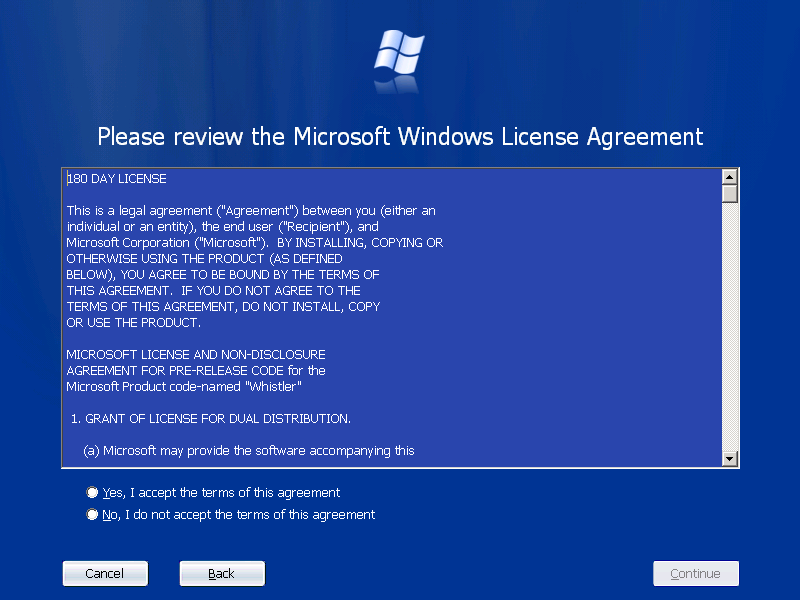 Please review the Microsoft Windows License Agreement
180 DAY LICENSE
This is a legal agreement ("Agreement") between you (either an
individual or an entity), the end user ("Recipient"), and
Microsoft Corporation ("Microsoft").  BY INSTALLING, COPYING OR
OTHERWISE USING THE PRODUCT (AS DEFINED
BELOW), YOU AGREE TO BE BOUND BY THE TERMS OF
THIS AGREEMENT.  IF YOU DO NOT AGREE TO THE
TERMS OF THIS AGREEMENT, DO NOT INSTALL, COPY
OR USE THE PRODUCT.
MICROSOFT LICENSE AND NON-DISCLOSURE
AGREEMENT FOR PRE-RELEASE CODE for the
Microsoft Product code-named "Whistler"
1. GRANT OF LICENSE FOR DUAL DISTRIBUTION.
(a) Microsoft may provide the software accompanying this
Yes, I accept the terms of this agreement
No, I do not accept the terms of this agreement
Cancel Back Continue